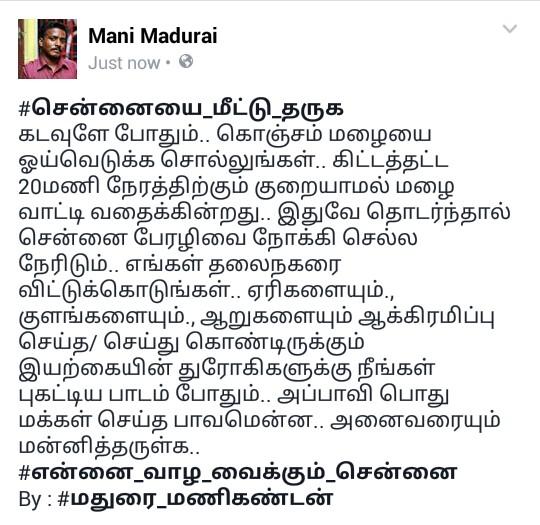 Mani Madurai
Just now •
#சென்னையை_மீட்டு_தருக
கடவுளே போதும்.. கொஞ்சம் மழையை
ஓய்வெடுக்க சொல்லுங்கள்.. கிட்டத்தட்ட
20மணி நேரத்திற்கும் குறையாமல் மழை
வாட்டி வதைக்கின்றது.. இதுவே தொடர்ந்தால்
சென்னை பேரழிவை நோக்கி செல்ல
நேரிடும்.. எங்கள் தலைநகரை
விட்டுக்கொடுங்கள்.. ஏரிகளையும்.,
குளங்களையும்., ஆறுகளையும் ஆக்கிரமிப்பு
செய்த/ செய்து கொண்டிருக்கும்
இயற்கையின் துரோகிகளுக்கு நீங்கள்
புகட்டிய பாடம் போதும்.. அப்பாவி பொது
மக்கள் செய்த பாவமென்ன.. அனைவரையும்
மன்னித்தருள்க..
#என்னை_வாழ_வைக்கும்_சென்னை
By : #மதுரை_மணிகண்டன்